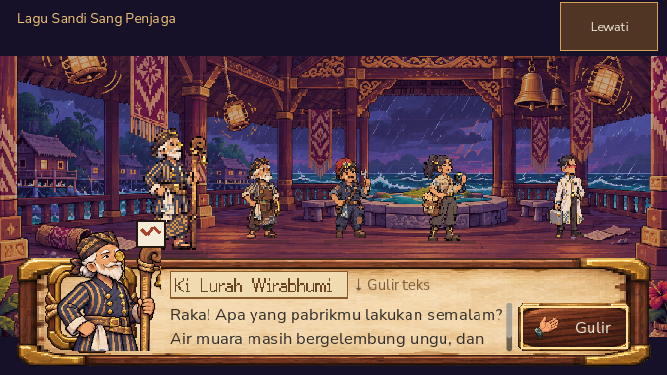 Lagu Sandi Sang Penjaga
Lewati
Ki Lurah Wirabhumi
↓ Gulir teks
Raka! Apa yang pabrikmu lakukan semalam?
Air muara masih bergelembung ungu, dan
Gulir